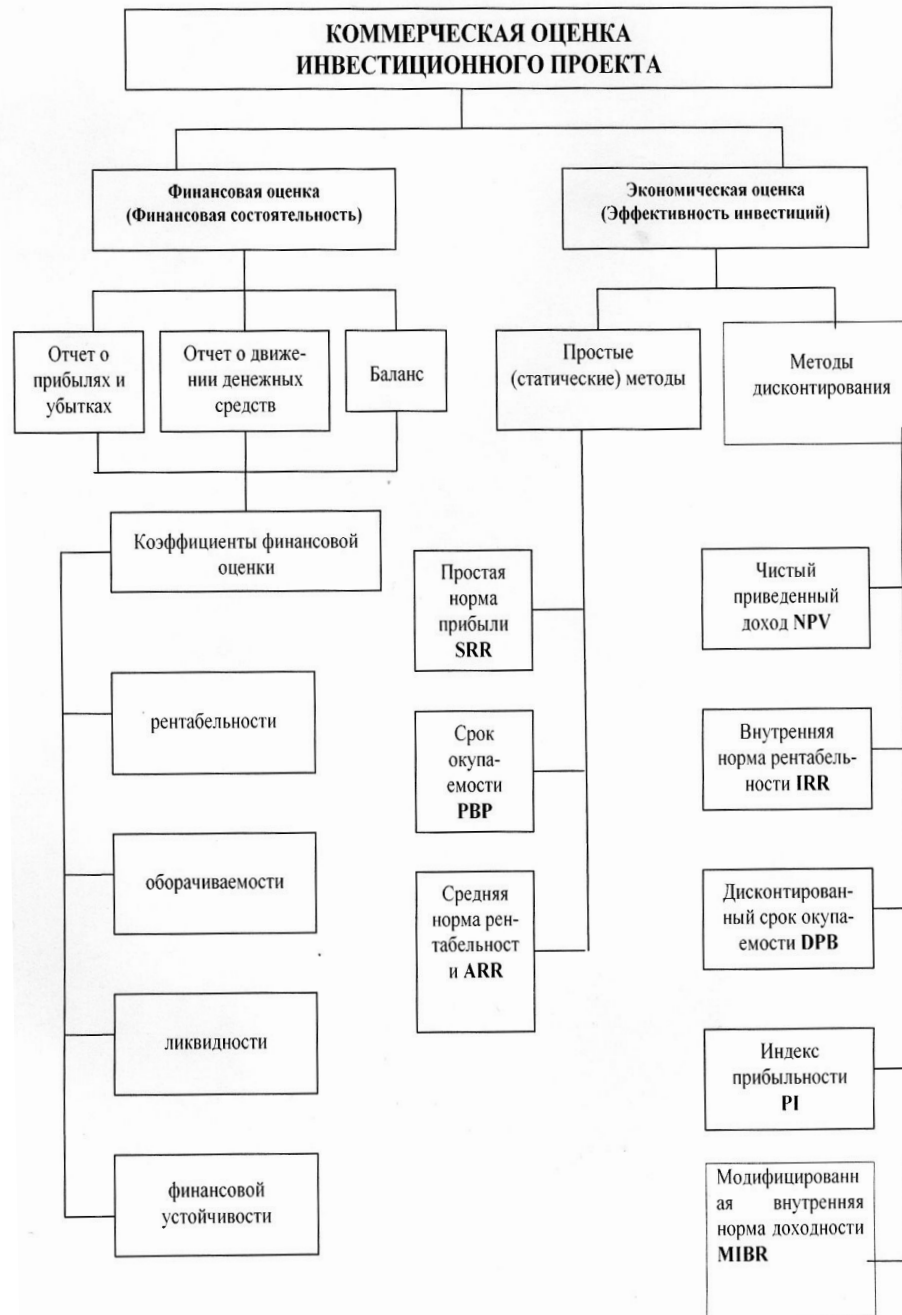 КОММЕРЧЕСКАЯ ОЦЕНКА
ИНВЕСТИЦИОННОГО ПРОЕКТА
Финансовая оценка
(Финансовая состоятельность)
Экономическая оценка
(Эффективность инвестиций)
Отчет о
прибылях и
убытках
Отчет о движе-
нии денежных
средств
Баланс
Простые
(статические) методы
Методы
дисконтирования
Коэффициенты финансовой
оценки
рентабельности
оборачиваемости
ликвидности
финансовой
устойчивости
Простая
норма
прибыли
SRR
Срок
окупа-
емости
PBP
Средняя
норма рен-
табельност
и ARR
Чистый
приведенный
доход NPV
Внутренняя
норма рентабель-
ности IRR
Дисконтирован-
ный срок окупа-
емости DPB
Индекс
прибыльности
PI
Модифицированн
ая внутренняя
норма доходности
MIBR